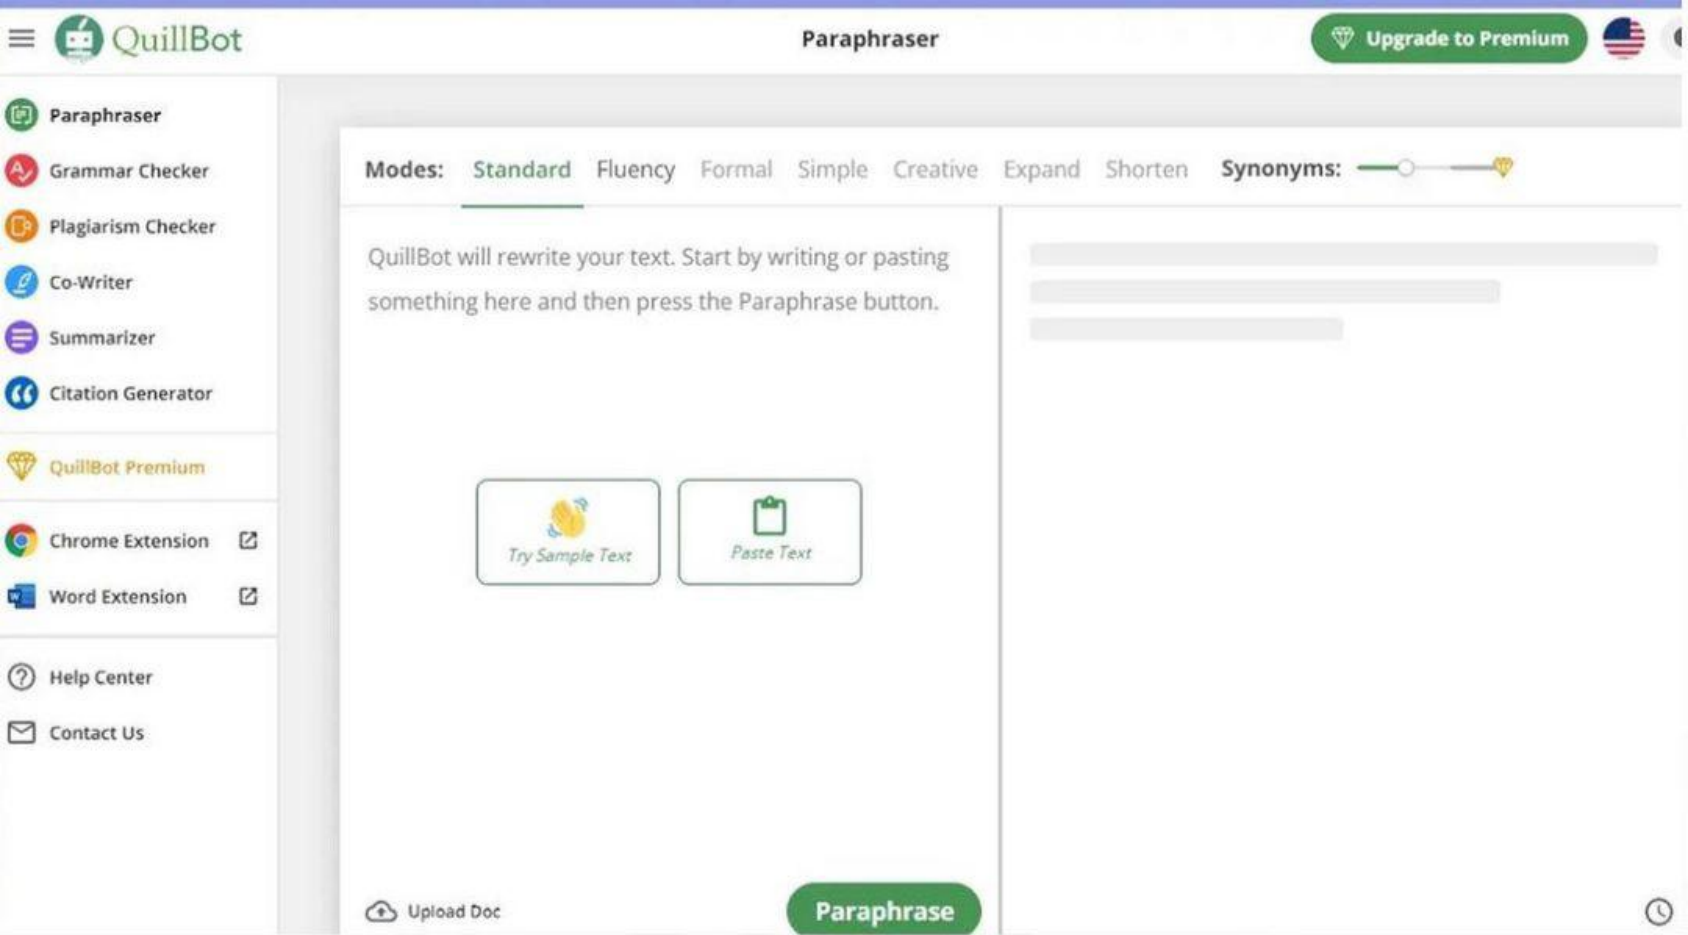 QuillBot
Paraphraser
Upgrade to Premium
Paraphraser
Grammar Checker
Plagiarism Checker
Co-Writer
Summarizer
Citation Generator
QuillBot Premium
Chrome Extension
Word Extension
Help Center
Contact Us
Modes: Standard Fluency Formal Simple Creative Expand Shorten Synonyms:
QuillBot will rewrite your text. Start by writing or pasting
something here and then press the Paraphrase button.
Try Sample Text
Paste Text
Upload Doc
Paraphrase